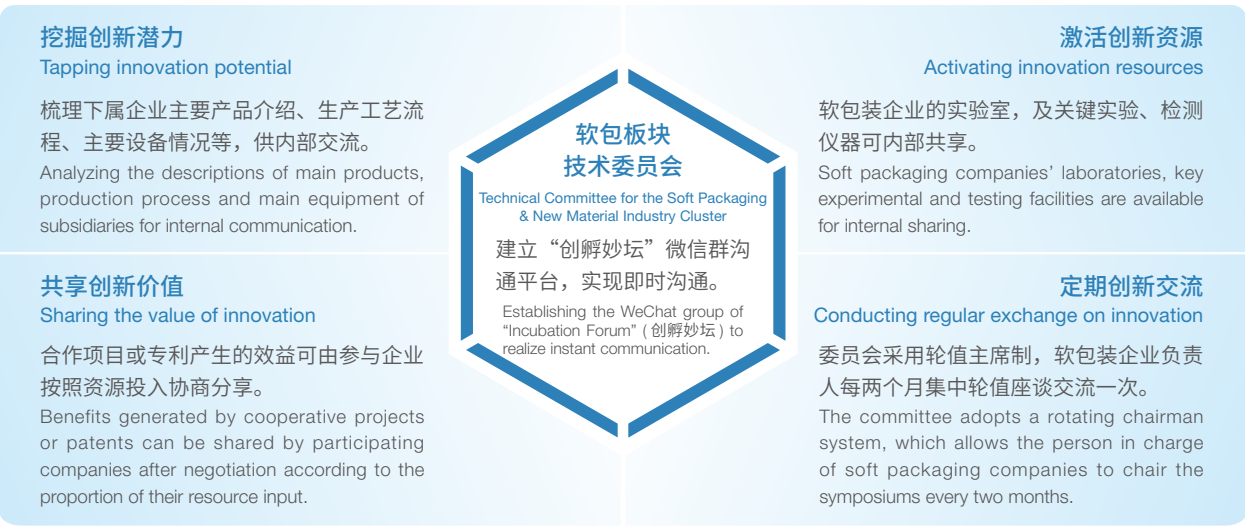 挖掘创新潜力
Tapping innovation potential
梳理下属企业主要产品介绍、生产工艺流
程、主要设备情况等，供内部交流。
Analyzing the descriptions of main products,
production process and main equipment of
subsidiaries for internal communication.
激活创新资源
Activating innovation resources
软包装企业的实验室，及关键实验、检测
仪器可内部共享。
Soft packaging companies’ laboratories, key
experimental and testing facilities are available
for internal sharing.
软包板块
技术委员会
Technical Committee for the Soft Packaging
& New Material Industry Cluster
建立“创孵妙坛”微信群沟
通平台，实现即时沟通。
Establishing the WeChat group of
“Incubation Forum” ( 创孵妙坛 ) to
realize instant communication.
共享创新价值
Sharing the value of innovation
合作项目或专利产生的效益可由参与企业
按照资源投入协商分享。
Benefits generated by cooperative projects
or patents can be shared by participating
companies after negotiation according to the
proportion of their resource input.
定期创新交流
Conducting regular exchange on innovation
委员会采用轮值主席制，软包装企业负责
人每两个月集中轮值座谈交流一次。
The committee adopts a rotating chairman
system, which allows the person in charge
of soft packaging companies to chair the
symposiums every two months.